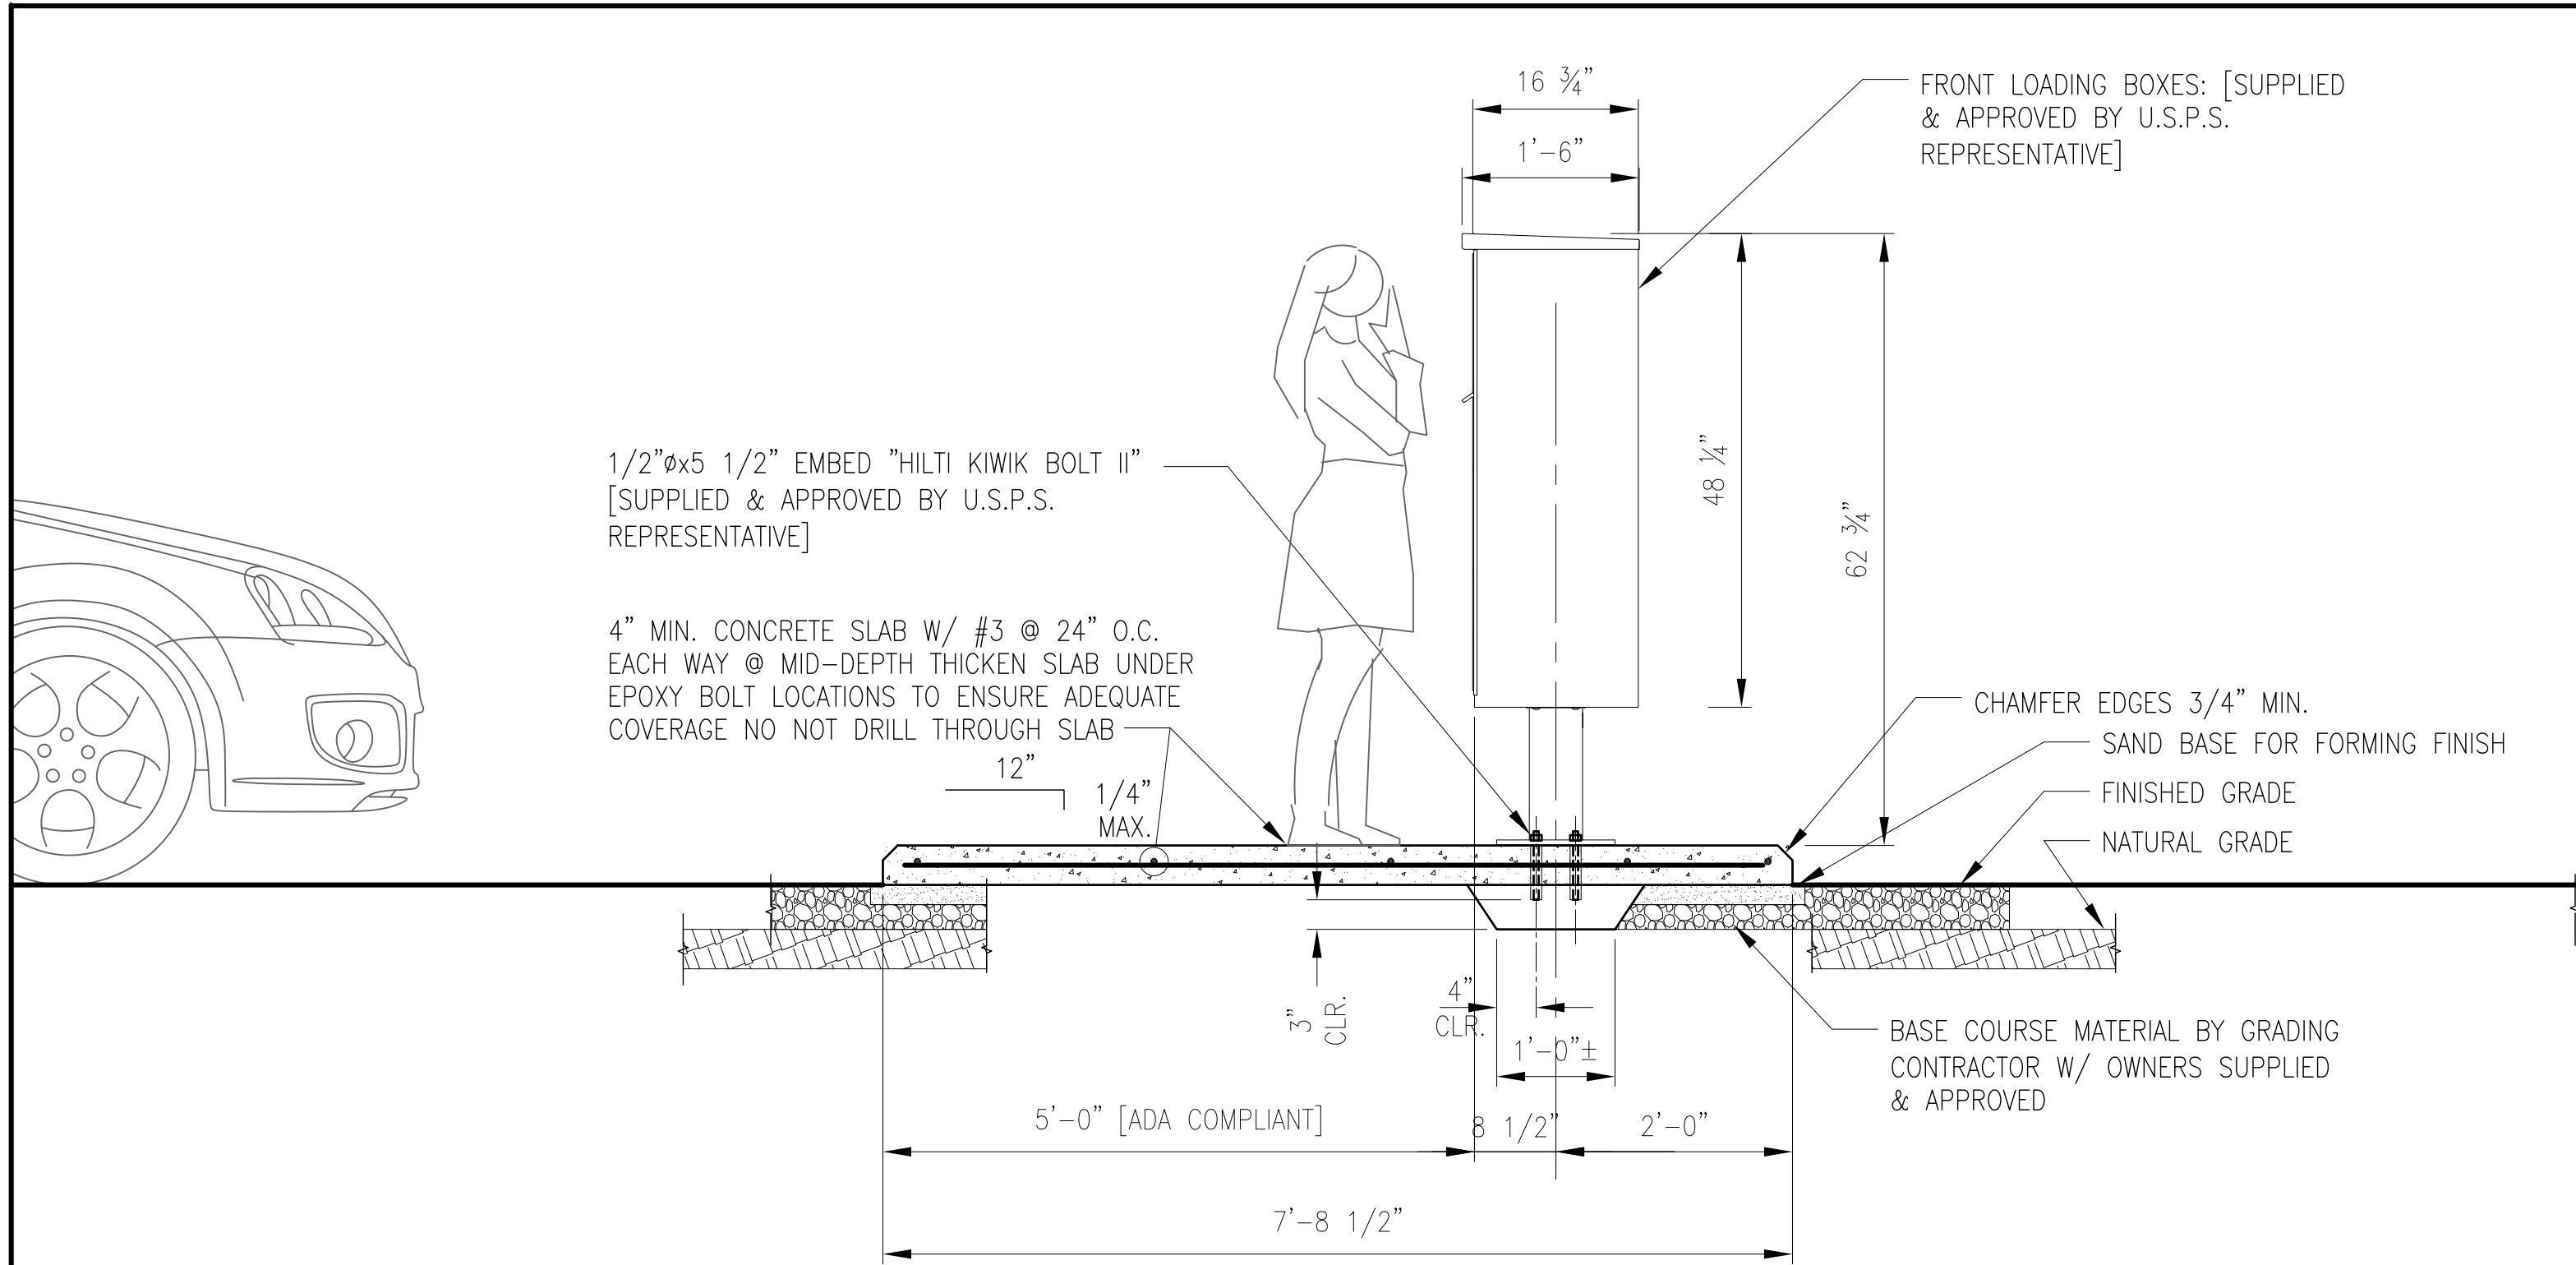 16 ¾"
1'-6"
FRONT LOADING BOXES: [SUPPLIED
& APPROVED BY U.S.P.S.
REPRESENTATIVE]
48 ¼"
62 ¾"
1/2"øx5 1/2" EMBED "HILTI KIWIK BOLT II"
[SUPPLIED & APPROVED BY U.S.P.S.
REPRESENTATIVE]
4" MIN. CONCRETE SLAB W/ #3 @ 24" O.C.
EACH WAY @ MID-DEPTH THICKEN SLAB UNDER
EPOXY BOLT LOCATIONS TO ENSURE ADEQUATE
COVERAGE NO NOT DRILL THROUGH SLAB
12"
1/4"
MAX.
CHAMFER EDGES 3/4" MIN.
SAND BASE FOR FORMING FINISH
FINISHED GRADE
NATURAL GRADE
3"
CLR.
4"
CLR.
1'-0"±
BASE COURSE MATERIAL BY GRADING
CONTRACTOR W/ OWNERS SUPPLIED
& APPROVED
5'-0" [ADA COMPLIANT]
8 1/2"
2'-0"
7'-8 1/2"